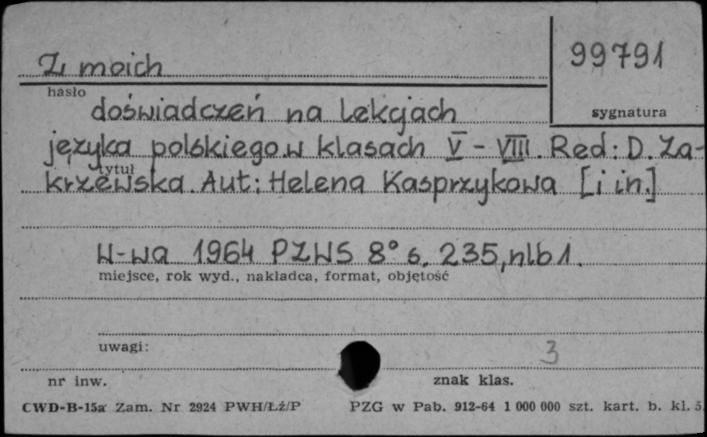 Z moich
99791
hasło
sygnatura
doświadczeń na lekcjach
języka polskiego w klasach V - VIII. Red: D. Za-
tytuł
krzewska. Aut: Helena Kasprzykowa [i in.]
W-wa 1964 PZWS 8° s. 235, nlb 1.
miejsce, rok wyd., nakładca, format, objętość
uwagi:
3
nr inw.
znak klas.
CWD-B-15a Zam. Nr 2924 PWH/Łż/P PZG w Pab. 912-64 1 000 000 szt. kart. b. kl. 5